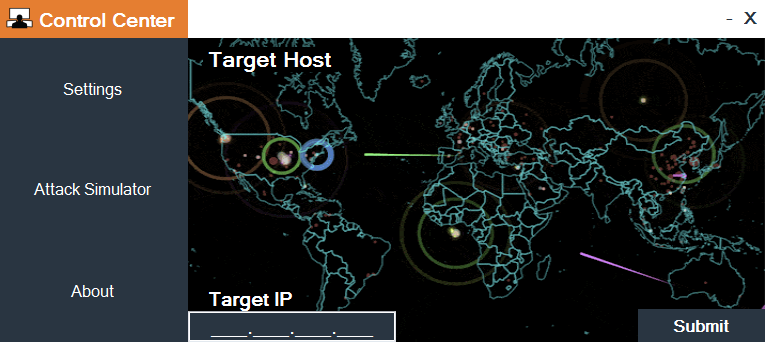 Control Center
- X
Target Host
Settings
Attack Simulator
About
Target IP
___.___.___.___
Submit